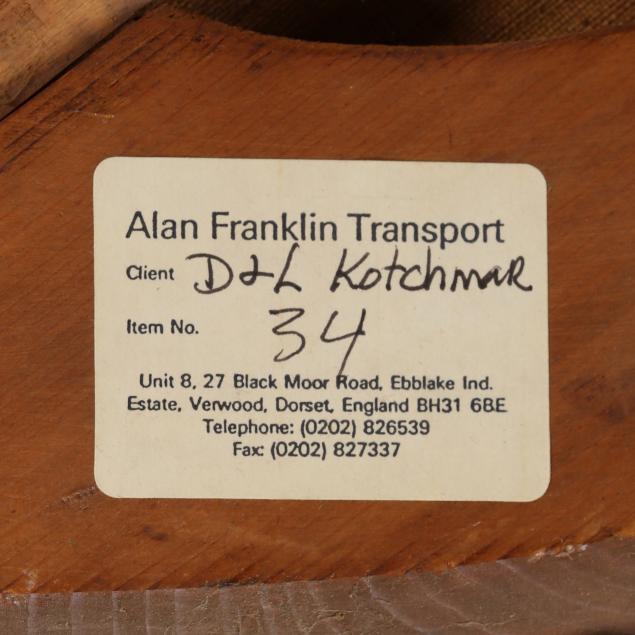 Alan Franklin Transport
Client D & L Kotchmar
Item No. 34
Unit 8, 27 Black Moor Road, Ebblake Ind.
Estate, Verwood, Dorset, England BH31 6BE
Telephone: (0202) 826539
Fax: (0202) 827337